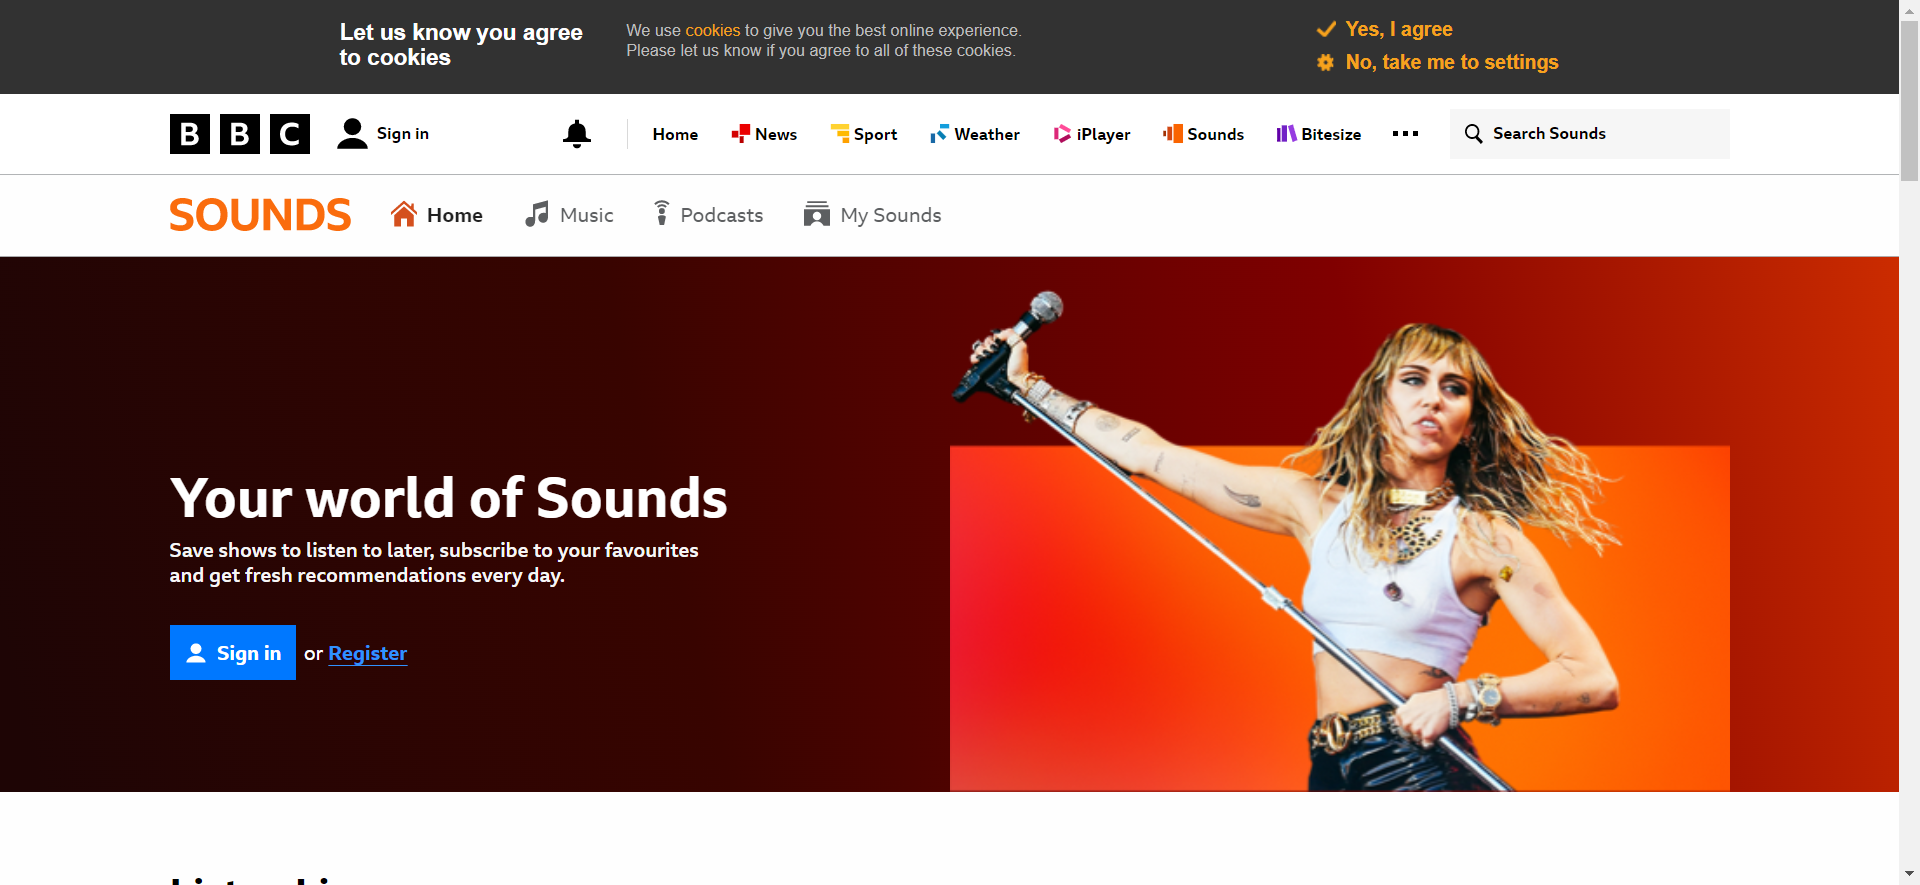 Let us know you agree
to cookies
We use cookies to give you the best online experience.
Please let us know if you agree to all of these cookies.
Yes, I agree
No, take me to settings
BBC
Sign in
Home
News
Sport
Weather
iPlayer
Sounds
Bitesize
Search Sounds
SOUNDS
Home
Music
Podcasts
My Sounds
Your world of Sounds
Save shows to listen to later, subscribe to your favourites
and get fresh recommendations every day.
Sign in or Register